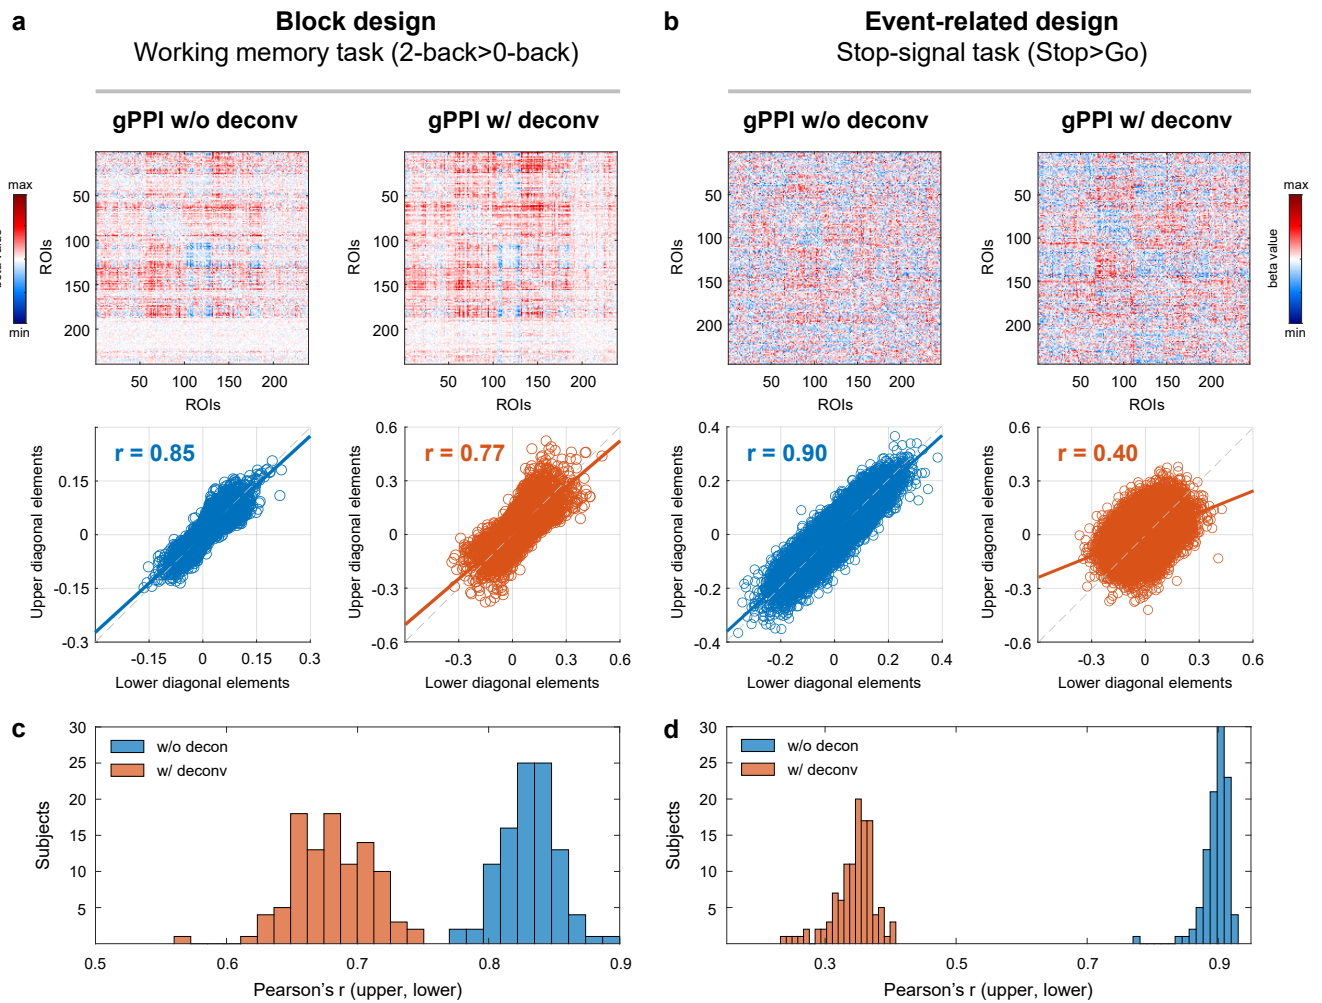 a
Block design
Working memory task (2-back>0-back)
b
Event-related design
Stop-signal task (Stop>Go)
gPPI w/o deconv
gPPI w/ deconv
gPPI w/o deconv
gPPI w/ deconv
max
min
ROIs
50
100
150
200
50 100 150 200
ROIs
50
100
150
200
50 100 150 200
ROIs
ROIs
50
100
150
200
50 100 150 200
ROIs
ROIs
50
100
150
200
50 100 150 200
ROIs
max
beta value
min
Upper diagonal elements
r = 0.85
0.15
0
-0.15
-0.3
-0.15 0 0.15 0.3
Lower diagonal elements
r = 0.77
0.6
0.3
0
-0.3
-0.6
-0.3 0 0.3 0.6
Lower diagonal elements
Upper diagonal elements
r = 0.90
0.4
0.2
0
-0.2
-0.4
-0.2 0 0.2 0.4
Lower diagonal elements
Upper diagonal elements
r = 0.40
0.6
0.3
0
-0.3
-0.6
-0.3 0 0.3 0.6
Lower diagonal elements
c
w/o decon
w/ deconv
Subjects
30
25
20
15
10
5
0.5 0.6 0.7 0.8 0.9
Pearson's r (upper, lower)
d
w/o decon
w/ deconv
Subjects
30
25
20
15
10
5
0.3 0.5 0.7 0.9
Pearson's r (upper, lower)